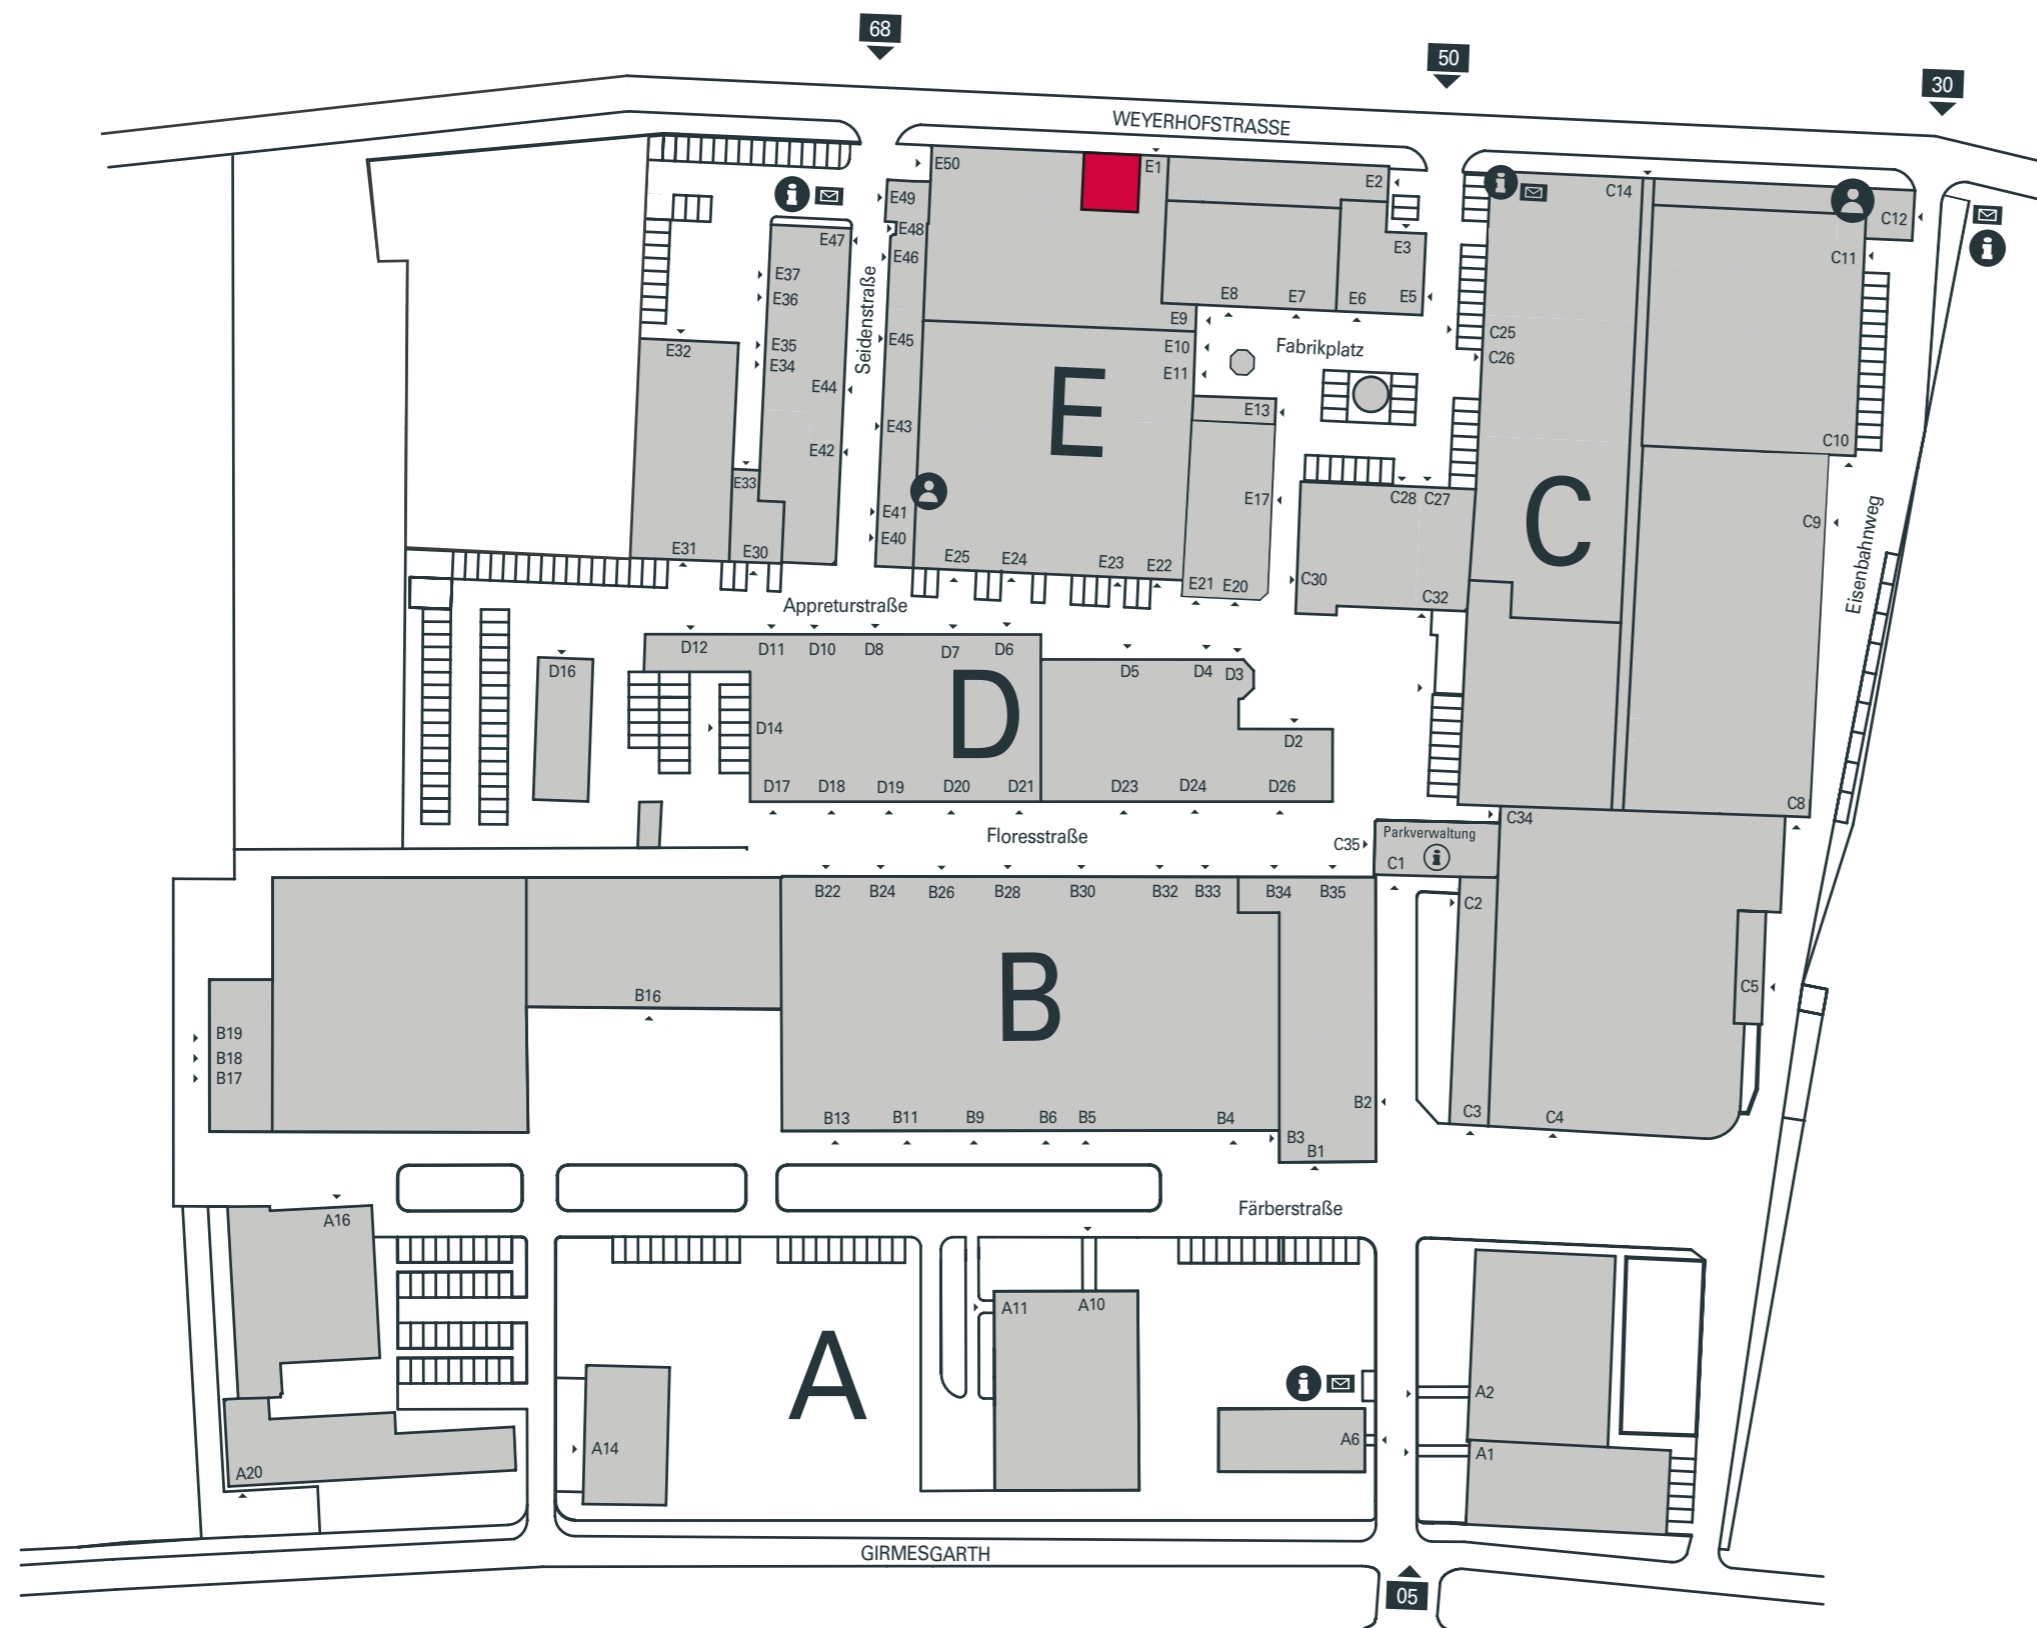 68
50
30
WEYERHOFSTRASSE
E50
E1
E2
C14
C12
E49
E48
E47
E46
E3
C11
E37
E36
E8
E7
E6
E5
E9
E35
E34
E32
E45
E10
E11
Fabrikplatz
C25
C26
Seidenstraße
E44
E13
E43
E42
E
C10
E33
E17
C28
C27
C
C9
E41
E40
Eisenbahnweg
E31
E30
E25
E24
E23
E22
E21
E20
C30
C32
Appreturstraße
D12
D11
D10
D8
D7
D6
D16
D5
D4
D3
D
D14
D2
D17
D18
D19
D20
D21
D23
D24
D26
C8
C34
Floresstraße
Parkverwaltung
C35
C1
B22
B24
B26
B28
B30
B32
B33
B34
B35
C2
B16
B
C5
B19
B18
B17
B13
B11
B9
B6
B5
B4
B2
C3
C4
B3
B1
Färberstraße
A16
A11
A10
A
A2
A14
A6
A1
A20
GIRMESGARTH
05